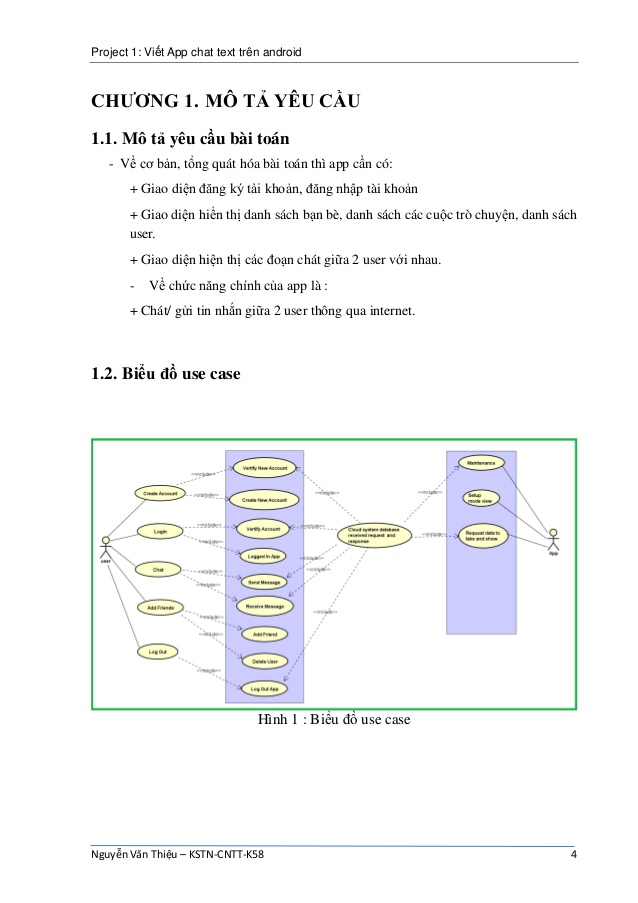 Project 1: Viết App chat text trên android
CHƯƠNG 1. MÔ TẢ YÊU CẦU
1.1. Mô tả yêu cầu bài toán
- Về cơ bản, tổng quát hóa bài toán thì app cần có:
+ Giao diện đăng ký tài khoản, đăng nhập tài khoản
+ Giao diện hiển thị danh sách bạn bè, danh sách các cuộc trò chuyện, danh sách
user.
+ Giao diện hiện thị các đoạn chát giữa 2 user với nhau.
- Về chức năng chính của app là :
+ Chát/ gửi tin nhắn giữa 2 user thông qua internet.
1.2. Biểu đồ use case
user
Create Account
Login
Chat
Add Friends
Log Out
<<include>>
<<include>>
<<include>>
<<include>>
<<include>>
<<include>>
<<include>>
<<include>>
<<include>>
Vertify New Account
Create New Account
Vertify Account
Logged In App
Send Message
Receive Message
Add Friend
Delete User
Log Out App
<<include>>
<<include>>
<<include>>
<<include>>
<<include>>
Cloud system database
received request and
response
<<include>>
<<include>>
Maintenance
Setup
mode view
Request data to
take and show
App
Hình 1 : Biểu đồ use case
Nguyễn Văn Thiệu – KSTN-CNTT-K58 4